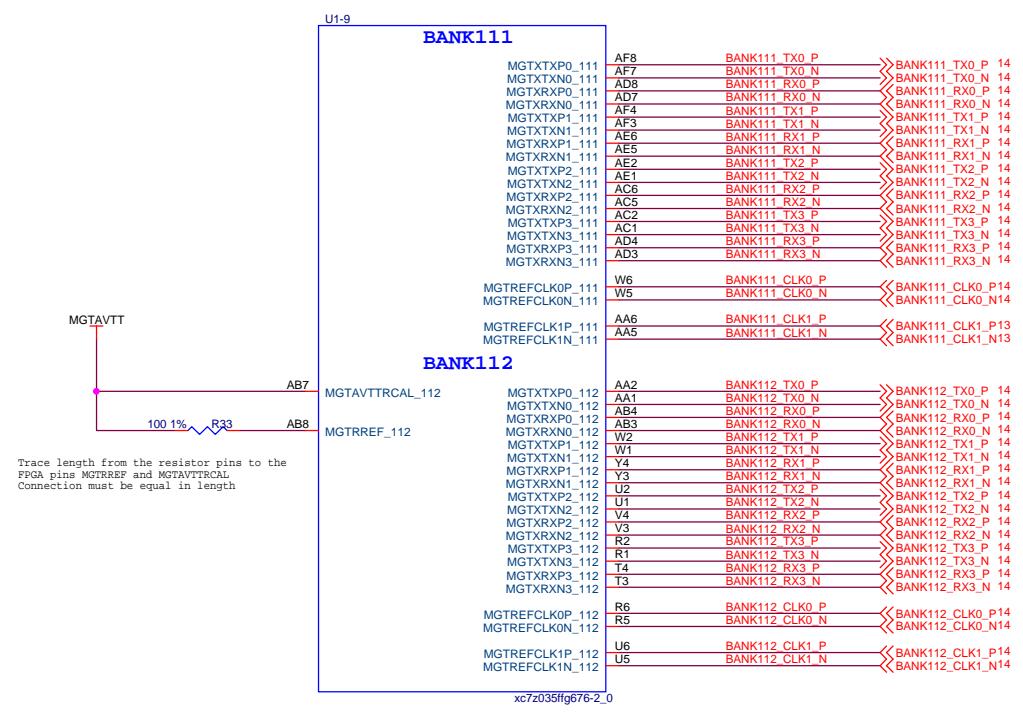 U1-9
BANK111
MGTXTXP0_111 AF8 BANK111_TX0_P BANK111_TX0_P 14
MGTXTXN0_111 AF7 BANK111_TX0_N BANK111_TX0_N 14
MGTXRXP0_111 AD8 BANK111_RX0_P BANK111_RX0_P 14
MGTXRXN0_111 AD7 BANK111_RX0_N BANK111_RX0_N 14
MGTXTXP1_111 AF4 BANK111_TX1_P BANK111_TX1_P 14
MGTXTXN1_111 AF3 BANK111_TX1_N BANK111_TX1_N 14
MGTXRXP1_111 AE6 BANK111_RX1_P BANK111_RX1_P 14
MGTXRXN1_111 AE5 BANK111_RX1_N BANK111_RX1_N 14
MGTXTXP2_111 AE2 BANK111_TX2_P BANK111_TX2_P 14
MGTXTXN2_111 AE1 BANK111_TX2_N BANK111_TX2_N 14
MGTXRXP2_111 AC6 BANK111_RX2_P BANK111_RX2_P 14
MGTXRXN2_111 AC5 BANK111_RX2_N BANK111_RX2_N 14
MGTXTXP3_111 AC2 BANK111_TX3_P BANK111_TX3_P 14
MGTXTXN3_111 AC1 BANK111_TX3_N BANK111_TX3_N 14
MGTXRXP3_111 AD4 BANK111_RX3_P BANK111_RX3_P 14
MGTXRXN3_111 AD3 BANK111_RX3_N BANK111_RX3_N 14
MGTREFCLK0P_111 W6 BANK111_CLK0_P BANK111_CLK0_P14
MGTREFCLK0N_111 W5 BANK111_CLK0_N BANK111_CLK0_N14
MGTAVTT
MGTREFCLK1P_111 AA6 BANK111_CLK1_P BANK111_CLK1_P13
MGTREFCLK1N_111 AA5 BANK111_CLK1_N BANK111_CLK1_N13
BANK112
AB7 MGTAVTTRCAL_112
100 1% R33 AB8 MGTRREF_112
Trace length from the resistor pins to the
FPGA pins MGTRREF and MGTAVTTRCAL
Connection must be equal in length
MGTXTXP0_112 AA2 BANK112_TX0_P BANK112_TX0_P 14
MGTXTXN0_112 AA1 BANK112_TX0_N BANK112_TX0_N 14
MGTXRXP0_112 AB4 BANK112_RX0_P BANK112_RX0_P 14
MGTXRXN0_112 AB3 BANK112_RX0_N BANK112_RX0_N 14
MGTXTXP1_112 W2 BANK112_TX1_P BANK112_TX1_P 14
MGTXTXN1_112 W1 BANK112_TX1_N BANK112_TX1_N 14
MGTXRXP1_112 Y4 BANK112_RX1_P BANK112_RX1_P 14
MGTXRXN1_112 Y3 BANK112_RX1_N BANK112_RX1_N 14
MGTXTXP2_112 U2 BANK112_TX2_P BANK112_TX2_P 14
MGTXTXN2_112 U1 BANK112_TX2_N BANK112_TX2_N 14
MGTXRXP2_112 V4 BANK112_RX2_P BANK112_RX2_P 14
MGTXRXN2_112 V3 BANK112_RX2_N BANK112_RX2_N 14
MGTXTXP3_112 R2 BANK112_TX3_P BANK112_TX3_P 14
MGTXTXN3_112 R1 BANK112_TX3_N BANK112_TX3_N 14
MGTXRXP3_112 T4 BANK112_RX3_P BANK112_RX3_P 14
MGTXRXN3_112 T3 BANK112_RX3_N BANK112_RX3_N 14
MGTREFCLK0P_112 R6 BANK112_CLK0_P BANK112_CLK0_P14
MGTREFCLK0N_112 R5 BANK112_CLK0_N BANK112_CLK0_N14
MGTREFCLK1P_112 U6 BANK112_CLK1_P BANK112_CLK1_P14
MGTREFCLK1N_112 U5 BANK112_CLK1_N BANK112_CLK1_N14
xc7z035ffg676-2_0